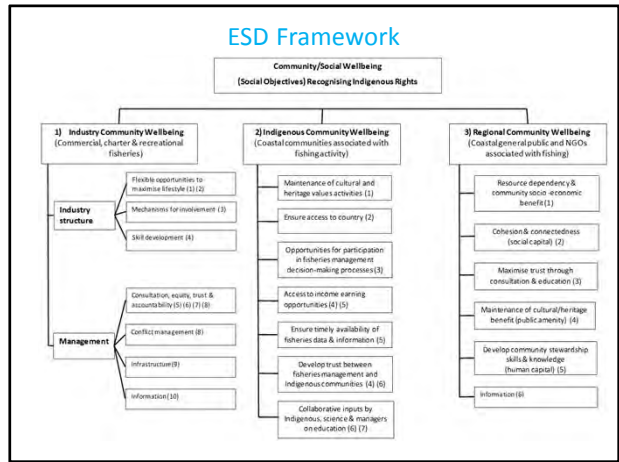 ESD Framework
Community/Social Wellbeing
(Social Objectives) Recognising Indigenous Rights
1) Industry Community Wellbeing
(Commercial, charter & recreational
fisheries)
Industry
structure
Flexible opportunities to
maximise lifestyle (1) (2)
Mechanisms for involvement (3)
Skill development (4)
Management
Consultation, equity, trust &
accountability (5) (6) (7) (8)
Conflict management (8)
Infrastructure (9)
Information (10)
2) Indigenous Community Wellbeing
(Coastal communities associated with
fishing activity)
Maintenance of cultural and
heritage values activities (1)
Ensure access to country (2)
Opportunities for participation
in fisheries management
decision-making processes (3)
Access to income earning
opportunities (4) (5)
Ensure timely availability of
fisheries data & information (5)
Develop trust between
fisheries management and
Indigenous communities (4) (6)
Collaborative inputs by
Indigenous, science & managers
on education (6) (7)
3) Regional Community Wellbeing
(Coastal general public and NGOs
associated with fishing)
Resource dependency &
community socio-economic
benefit (1)
Cohesion & connectedness
(social capital) (2)
Maximise trust through
consultation & education (3)
Maintenance of cultural/heritage
benefit (public amenity) (4)
Develop community stewardship
skills & knowledge
(human capital) (5)
Information (6)